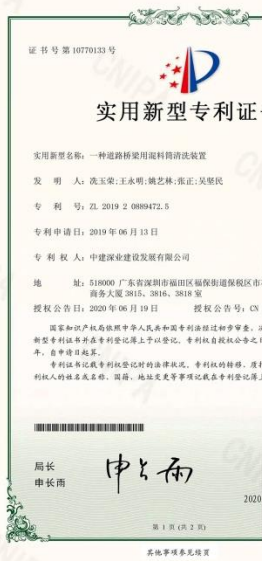 证书号第10770133号
实用新型专利证
实用新型名称：一种道路桥梁用混料筒清洗装置
发明人：冼玉荣;王永明;姚艺林;张正;吴坚民
专利号：ZL 2019 2 0889472.5
专利申请日：2019年06月13日
专利权人：中建深业建设发展有限公司
地址：518000 广东省深圳市福田区福保街道保税区市
商务大厦3815、3816、3818室
授权公告日：2020年06月19日 授权公告号：CN
国家知识产权局依照中华人民共和国专利法经过初步审查，决
新型专利证书并在专利登记簿上予以登记。专利权自授权公告之日
年，自申请日起算。
专利证书记载专利权登记时的法律状况。专利权的转移、质押
利权人的姓名或名称、国籍、地址变更等事项记载在专利登记簿上
局长
申长雨
申长雨
2020
第 1 页 (共 2 页)
其他事项参见续页